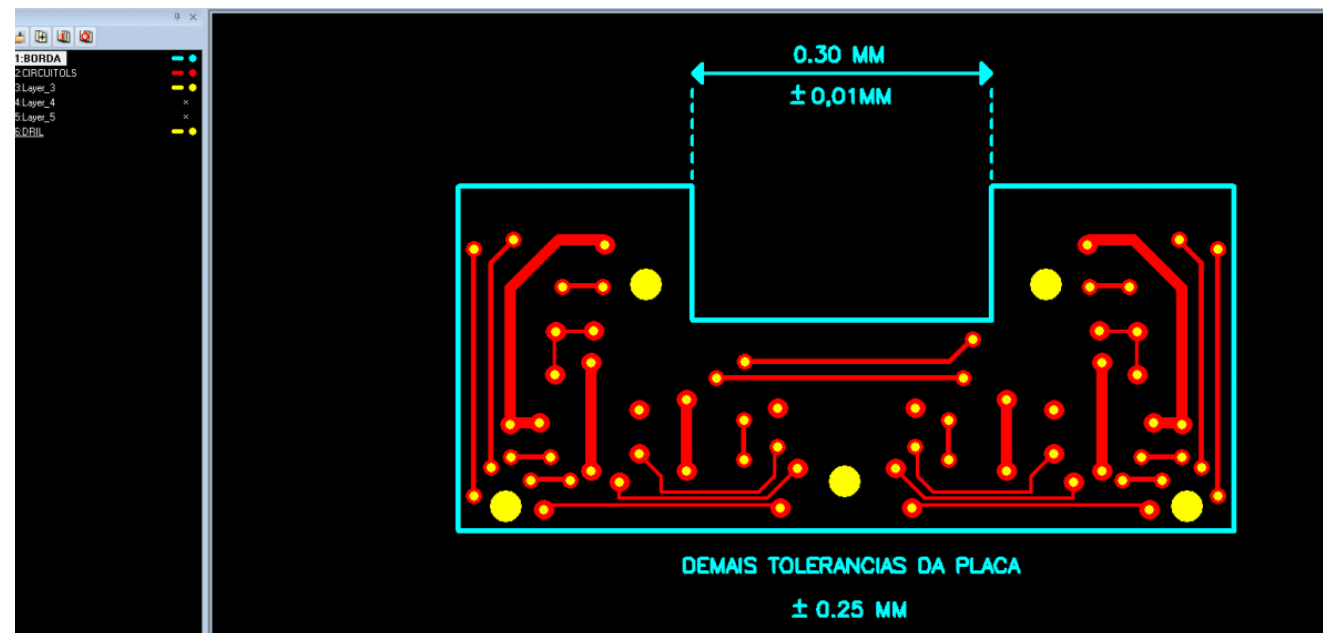 1:BORDA
2:CIRCUITOLS
3:Layer_3
4:Layer_4
5:Layer_5
6:DRIL
0.30 MM
± 0,01MM
DEMAIS TOLERANCIAS DA PLACA
± 0.25 MM